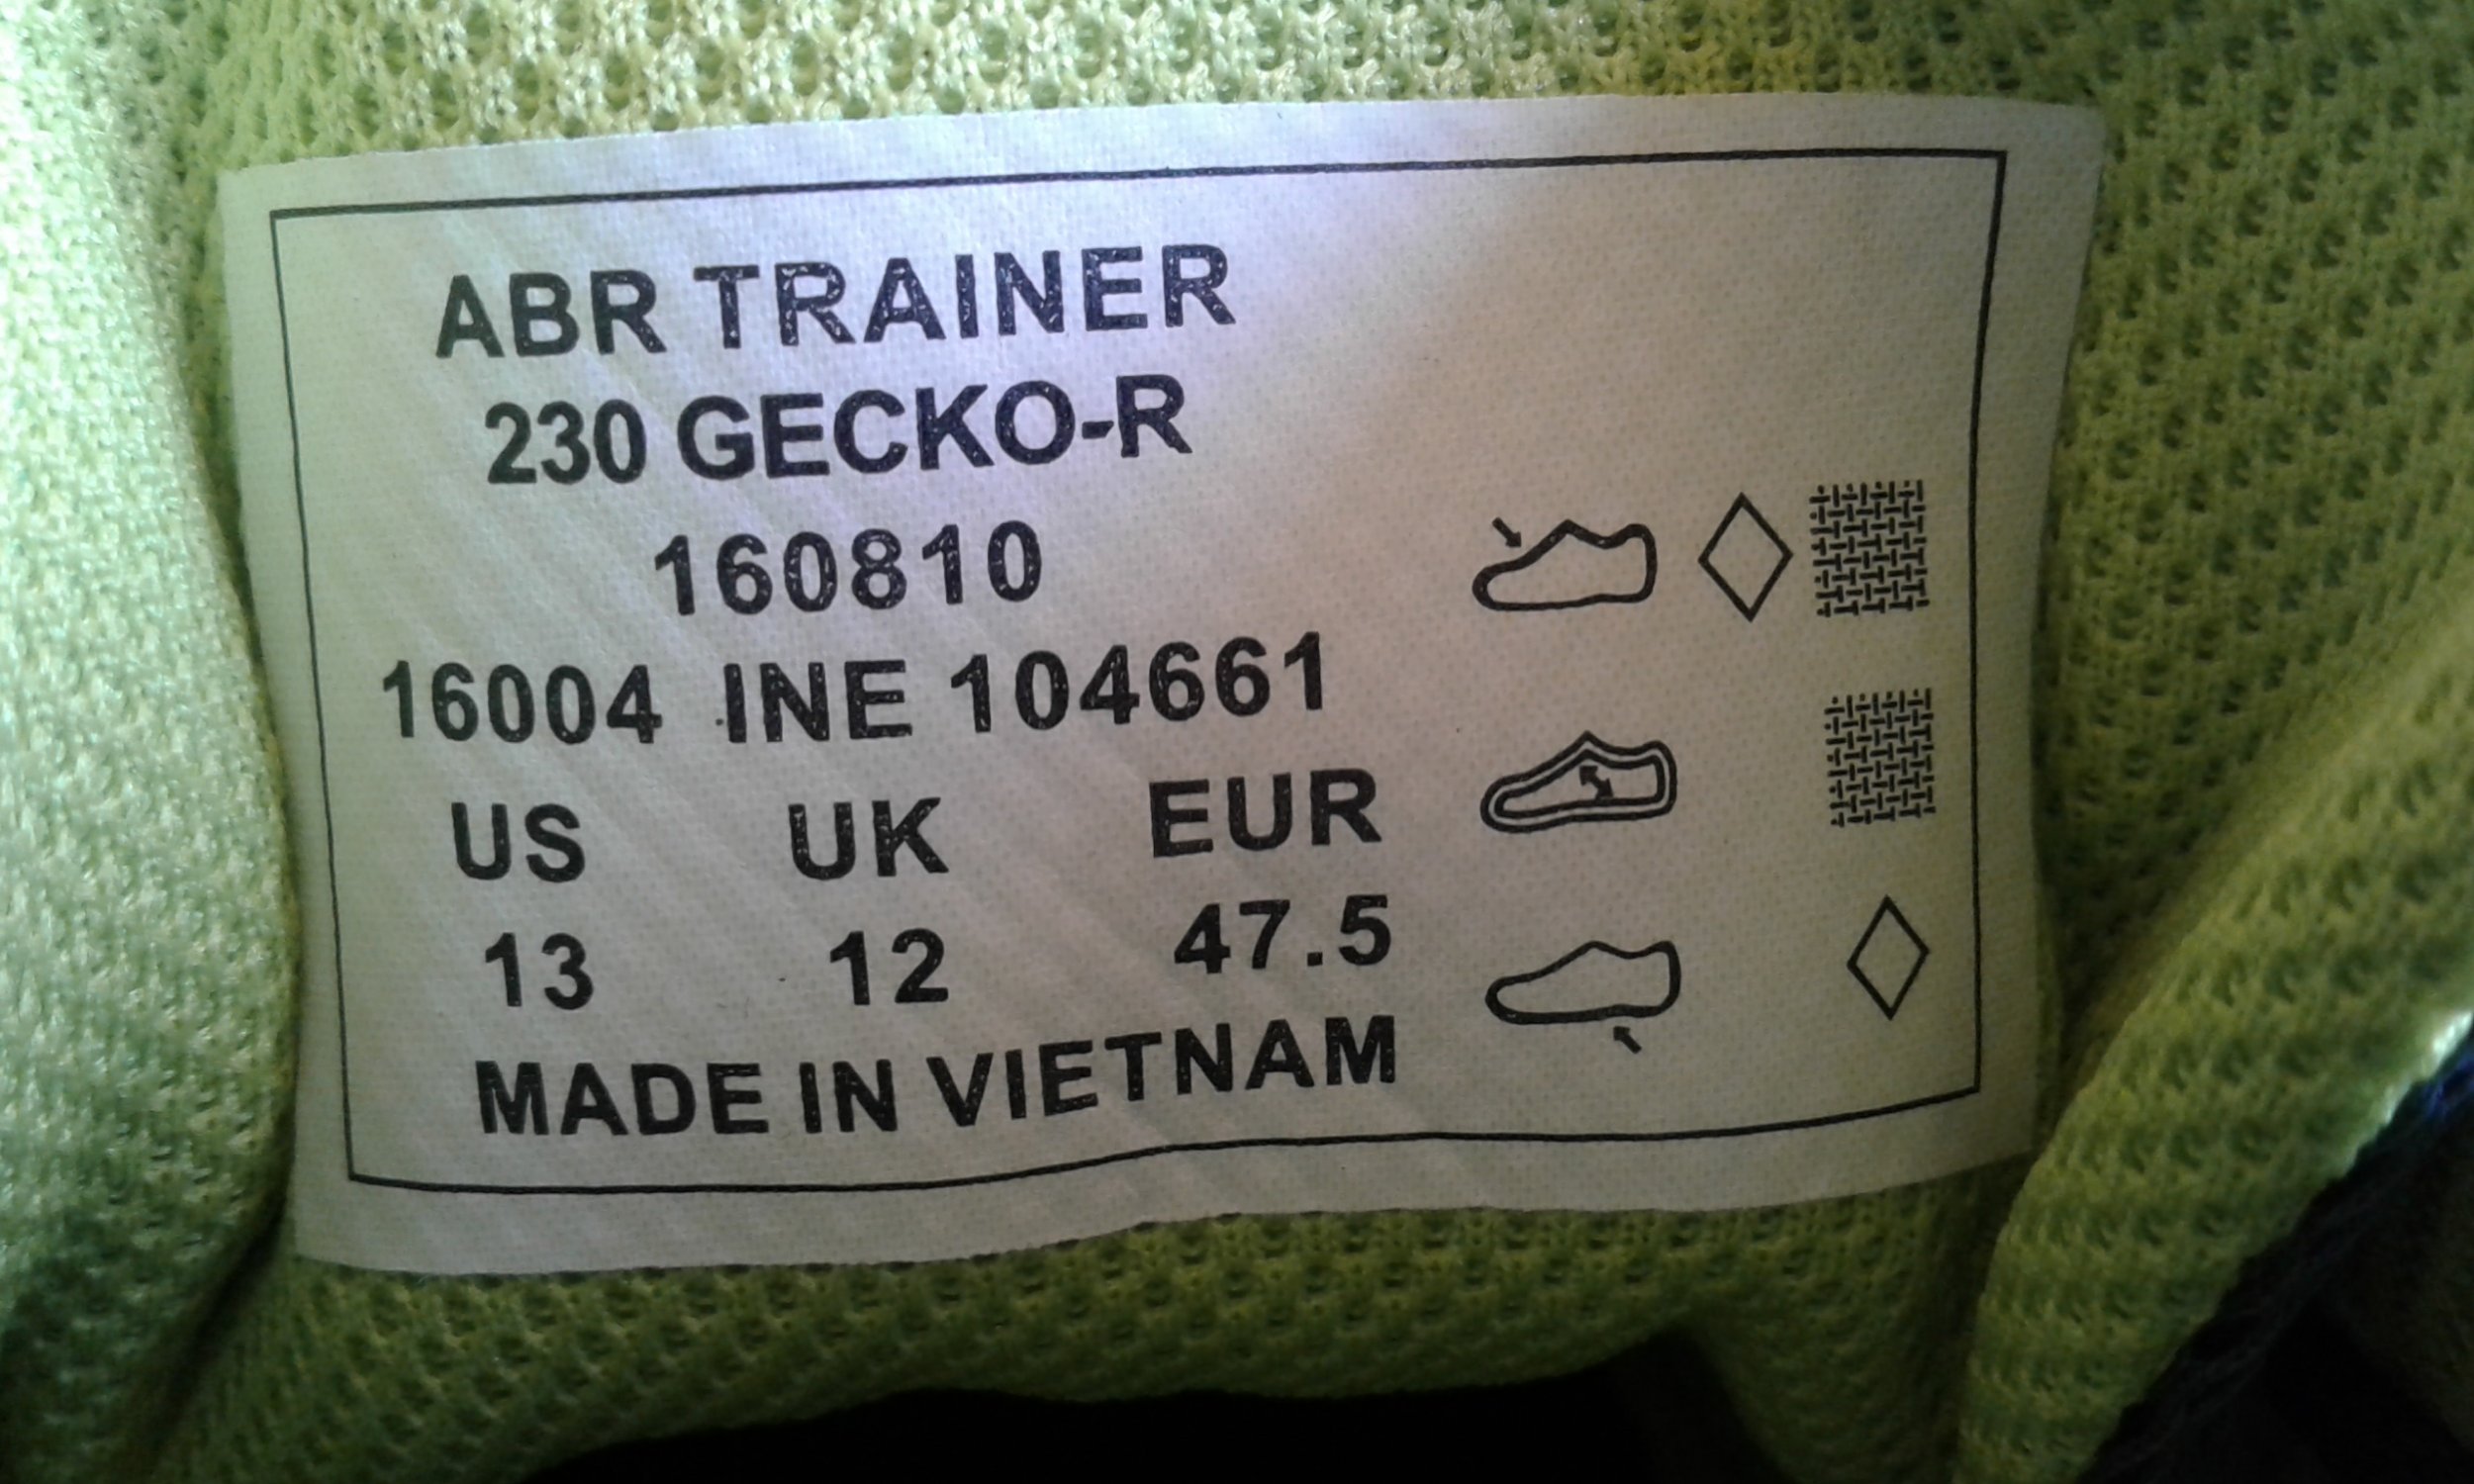 ABR TRAINER
230 GECKO-R
160810
16004 INE 104661
US UK EUR
13 12 47.5
MADE IN VIETNAM